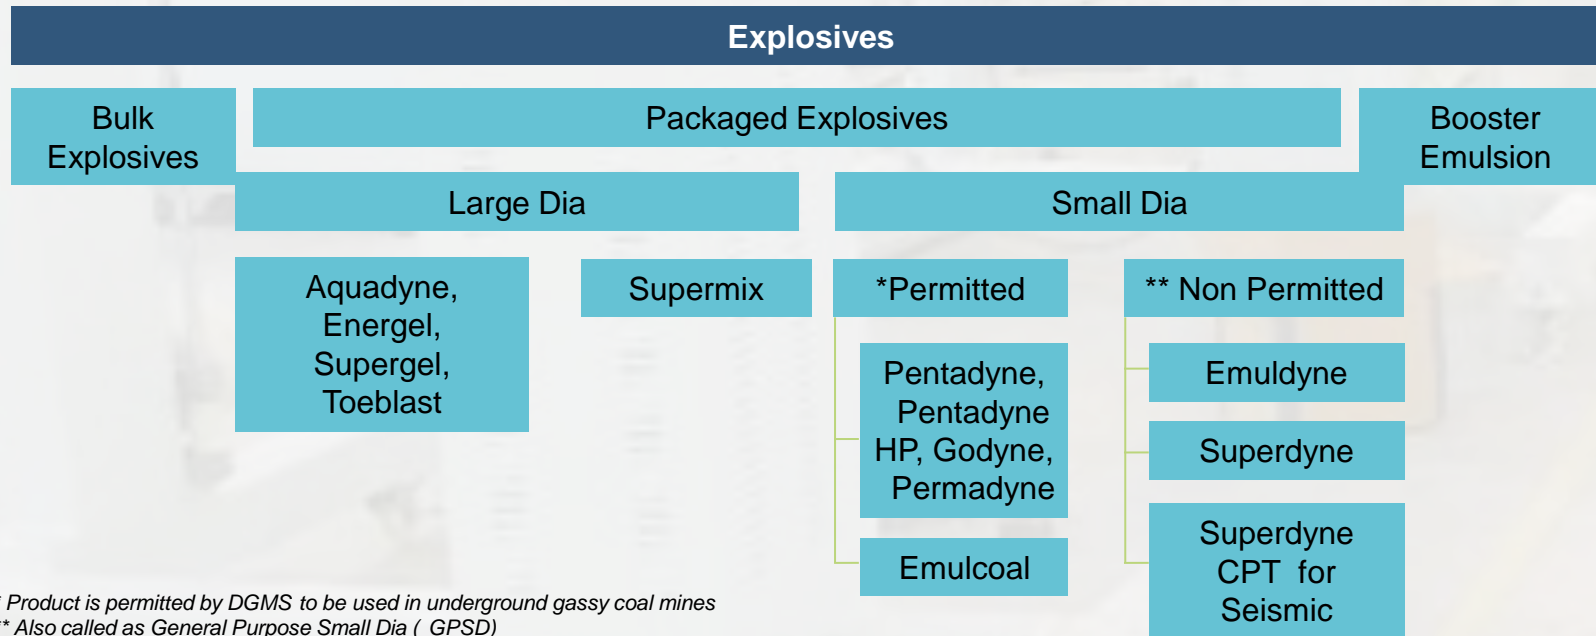 Explosives
Bulk
Explosives
Packaged Explosives
Booster
Emulsion
Large Dia
Small Dia
Aquadyne,
Energel,
Supergel,
Toeblast
Supermix
*Permitted
** Non Permitted
Pentadyne,
Pentadyne
HP, Godyne,
Permadyne
Emulcoal
Emuldyne
Superdyne
Superdyne
CPT for
Seismic
* Product is permitted by DGMS to be used in underground gassy coal mines
** Also called as General Purpose Small Dia ( GPSD)